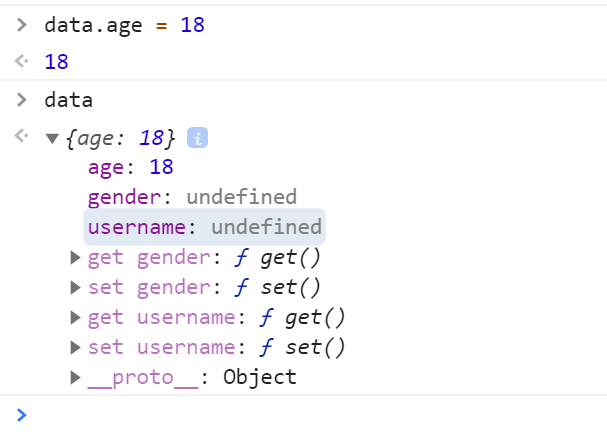 data.age = 18
18
data
{age: 18} i
age: 18
gender: undefined
username: undefined
get gender: ƒ get()
set gender: ƒ set()
get username: ƒ get()
set username: ƒ set()
__proto__: Object